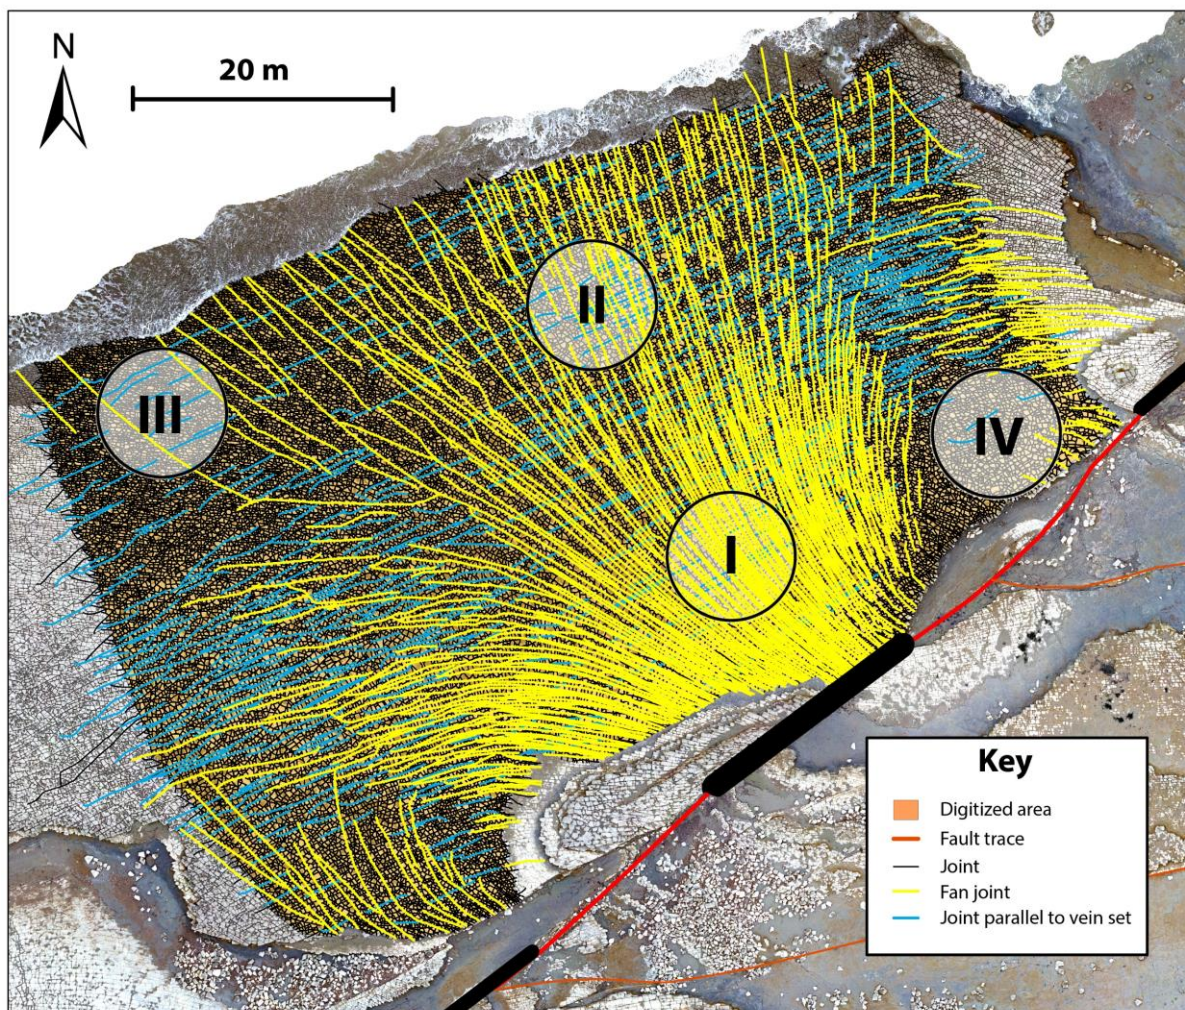 N
20 m
II
III
IV
I
Key
Digitized area
Fault trace
Joint
Fan joint
Joint parallel to vein set